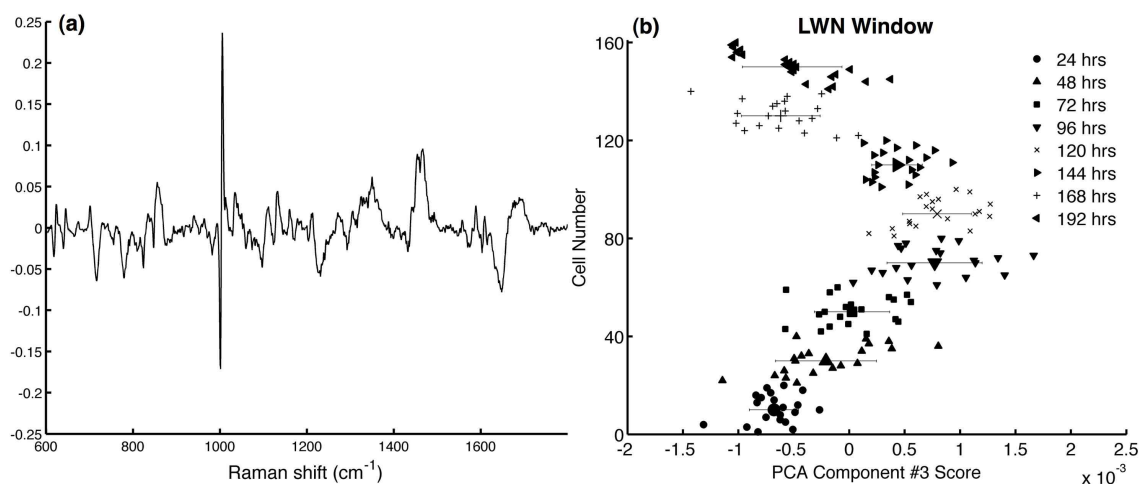 (a)
0.25
0.2
0.15
0.1
0.05
0
-0.05
-0.1
-0.15
-0.2
-0.25
600 800 1000 1200 1400 1600
Raman shift (cm-1)
(b)
LWN Window
Cell Number
160
120
80
40
0
-2 -1.5 -1 -0.5 0 0.5 1 1.5 2 2.5
PCA Component #3 Score
x 10-3
24 hrs
48 hrs
72 hrs
96 hrs
120 hrs
144 hrs
168 hrs
192 hrs